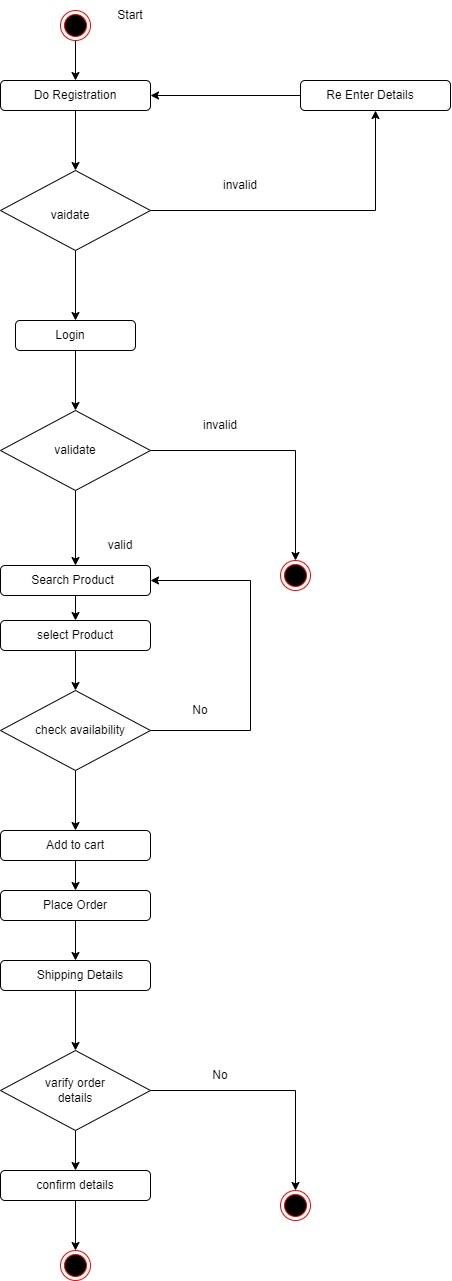 Start
Do Registration
Re Enter Details
invalid
vaidate
Login
invalid
validate
valid
Search Product
select Product
No
check availability
Add to cart
Place Order
Shipping Details
No
varify order
details
confirm details